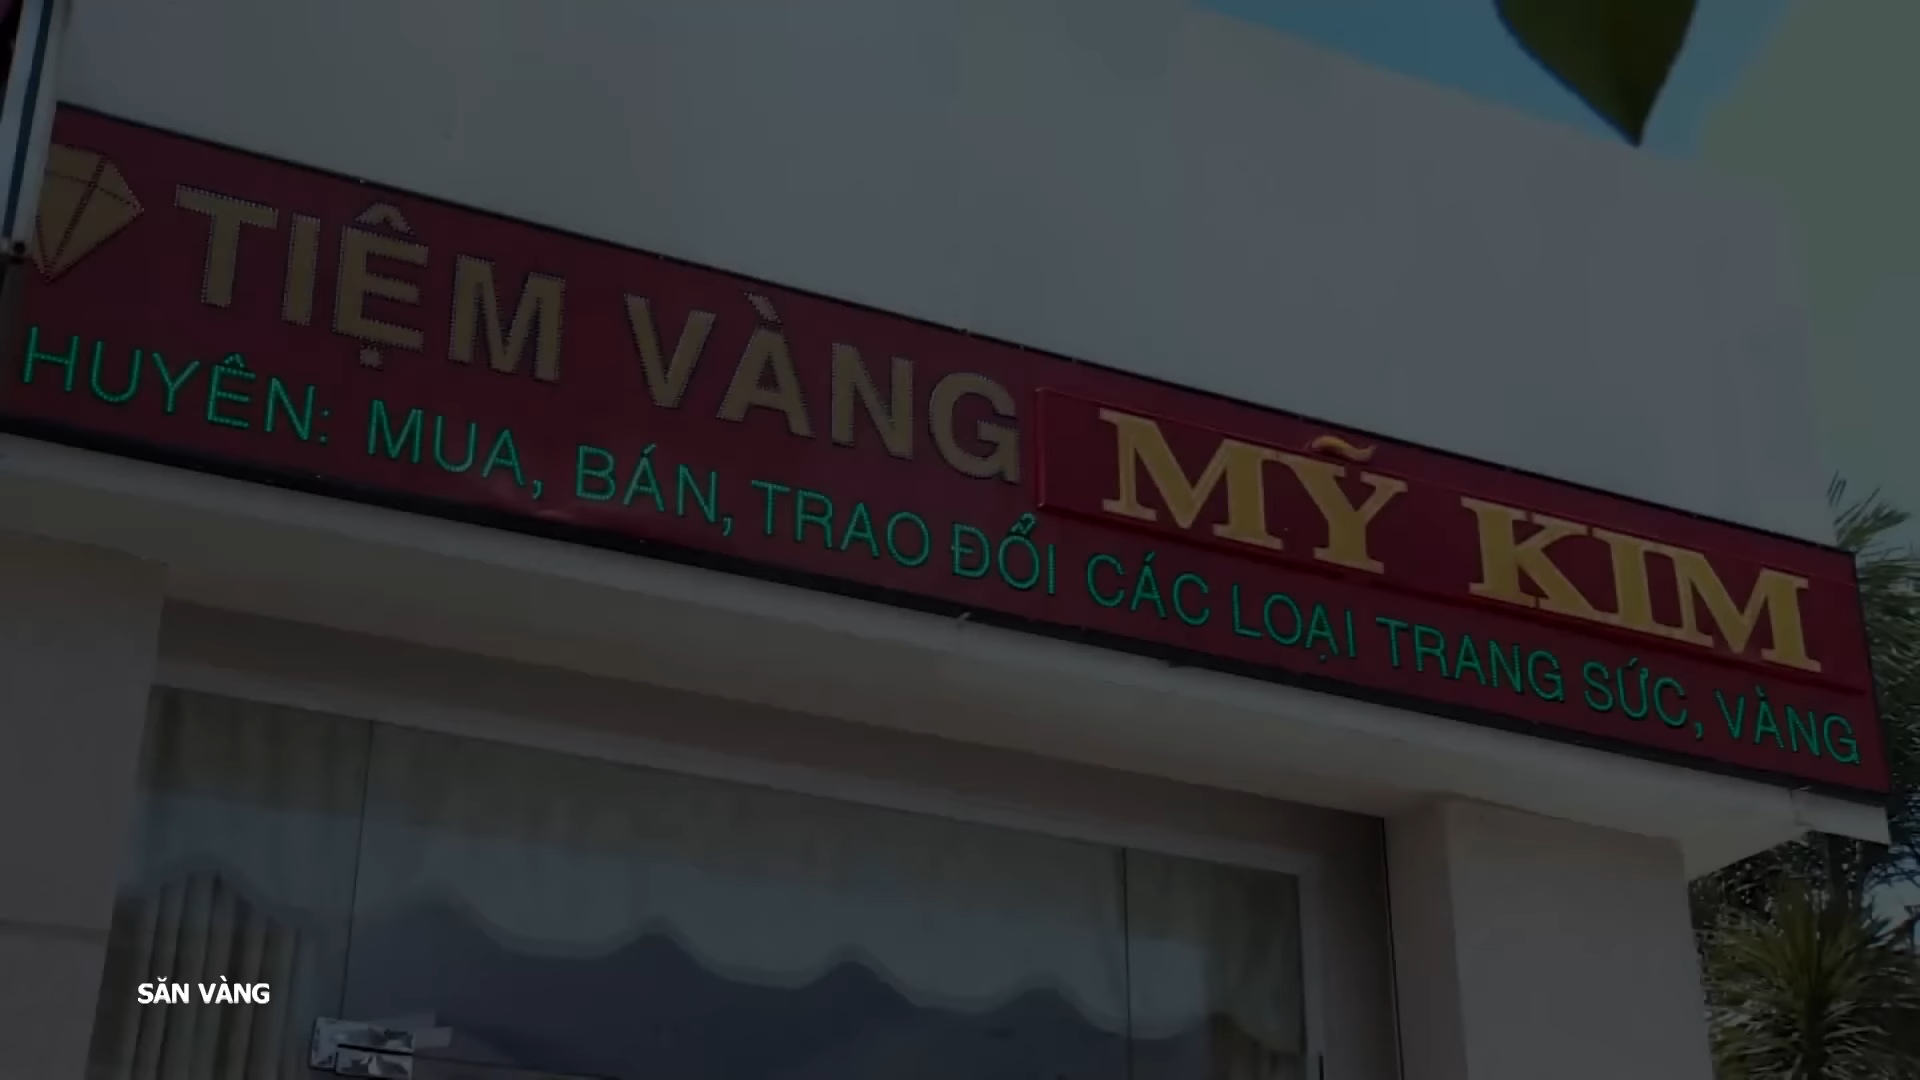 TIỆM VÀNG MỸ KIM
HUYÊN: MUA, BÁN, TRAO ĐỔI CÁC LOẠI TRANG SỨC, VÀNG
SĂN VÀNG